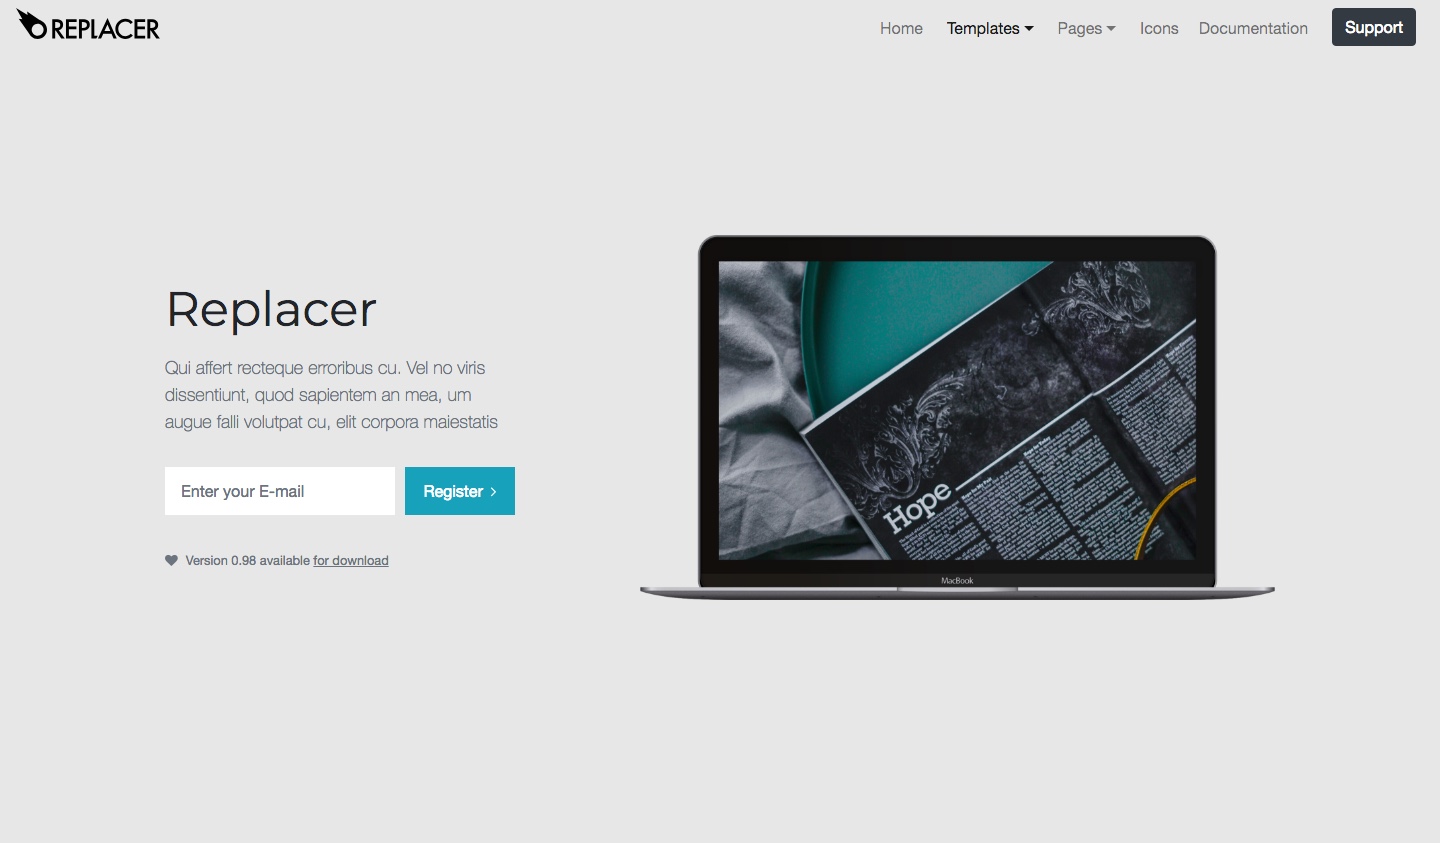 REPLACER
Home Templates Pages Icons Documentation Support
Replacer
Qui affert recteque erroribus cu. Vel no viris
dissentiunt, quod sapientem an mea, um
augue falli volutpat cu, elit corpora maiestatis
Enter your E-mail
Register
Version 0.98 available for download
Hope
MacBook